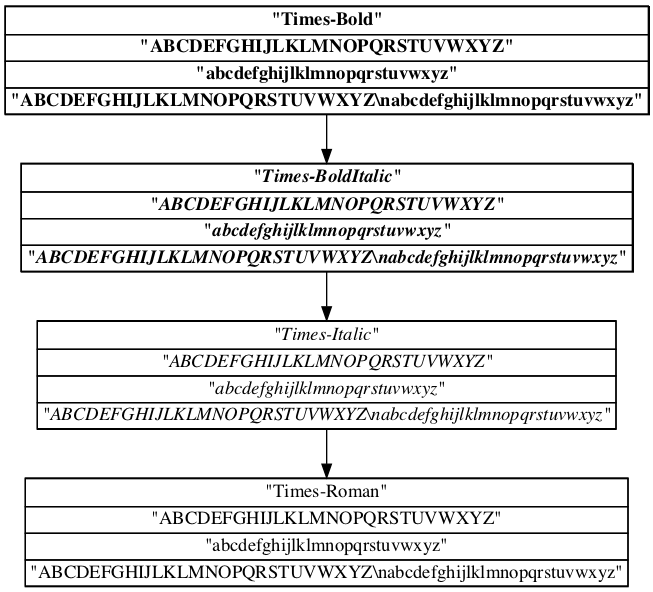 "Times-Bold"
"ABCDEFGHIJLKLMNOPQRSTUVWXYZ"
"abcdefghijlklmnopqrstuvwxyz"
"ABCDEFGHIJLKLMNOPQRSTUVWXYZ\nabcdefghijlklmnopqrstuvwxyz"
"Times-BoldItalic"
"ABCDEFGHIJLKLMNOPQRSTUVWXYZ"
"abcdefghijlklmnopqrstuvwxyz"
"ABCDEFGHIJLKLMNOPQRSTUVWXYZ\nabcdefghijlklmnopqrstuvwxyz"
"Times-Italic"
"ABCDEFGHIJLKLMNOPQRSTUVWXYZ"
"abcdefghijlklmnopqrstuvwxyz"
"ABCDEFGHIJLKLMNOPQRSTUVWXYZ\nabcdefghijlklmnopqrstuvwxyz"
"Times-Roman"
"ABCDEFGHIJLKLMNOPQRSTUVWXYZ"
"abcdefghijlklmnopqrstuvwxyz"
"ABCDEFGHIJLKLMNOPQRSTUVWXYZ\nabcdefghijlklmnopqrstuvwxyz"